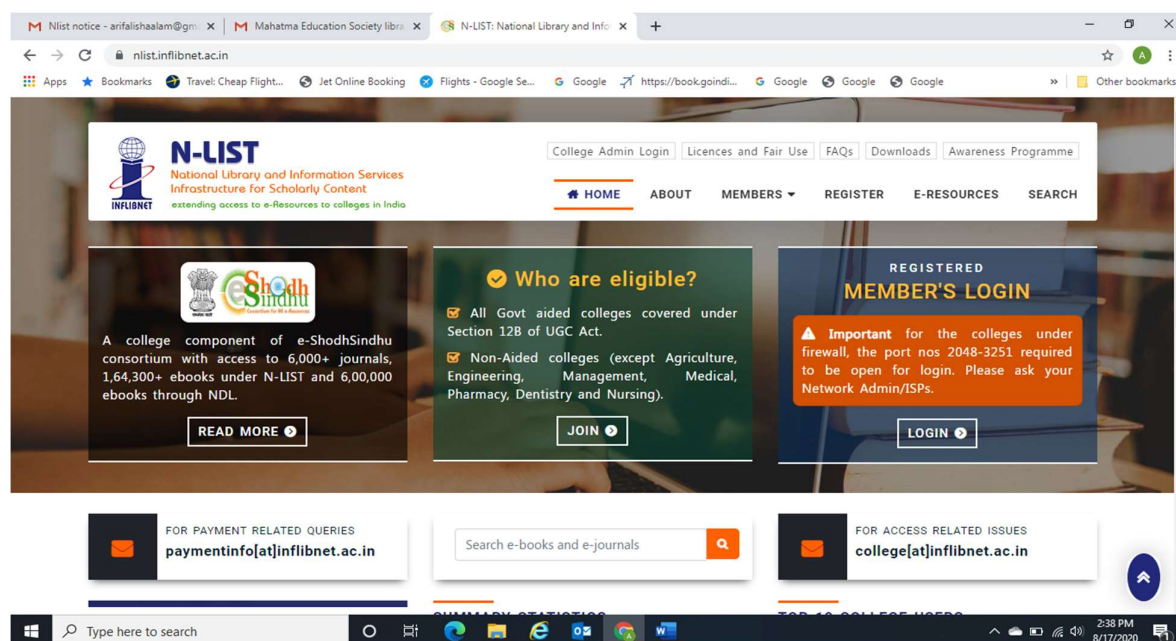 Nlist notice - arifalishaalam@gm
Mahatma Education Society libra
N-LIST: National Library and Info
nlist.inflibnet.ac.in
A
Apps
Bookmarks
Travel: Cheap Flight...
Jet Online Booking
Flights - Google Se...
Google
https://book.goindi...
Google
Google
Google
»
Other bookmarks
INFLIBNET
N-LIST
National Library and Information Services
Infrastructure for Scholarly Content
extending access to e-Resources to colleges in India
College Admin Login
Licences and Fair Use
FAQs
Downloads
Awareness Programme
HOME
ABOUT
MEMBERS
REGISTER
E-RESOURCES
SEARCH
e Shodh
Sindhu
A college component of e-ShodhSindhu
consortium with access to 6,000+ journals,
1,64,300+ ebooks under N-LIST and 6,00,000
ebooks through NDL.
READ MORE
Who are eligible?
All Govt aided colleges covered under
Section 12B of UGC Act.
Non-Aided colleges (except Agriculture,
Engineering, Management, Medical,
Pharmacy, Dentistry and Nursing).
JOIN
REGISTERED
MEMBER'S LOGIN
Important for the colleges under
firewall, the port nos 2048-3251 required
to be open for login. Please ask your
Network Admin/ISPs.
LOGIN
FOR PAYMENT RELATED QUERIES
paymentinfo[at]inflibnet.ac.in
Search e-books and e-journals
FOR ACCESS RELATED ISSUES
college[at]inflibnet.ac.in
SUMMARY STATISTICS
TOP 10 COLLEGE USERS
Type here to search
2:38 PM
8/17/2020